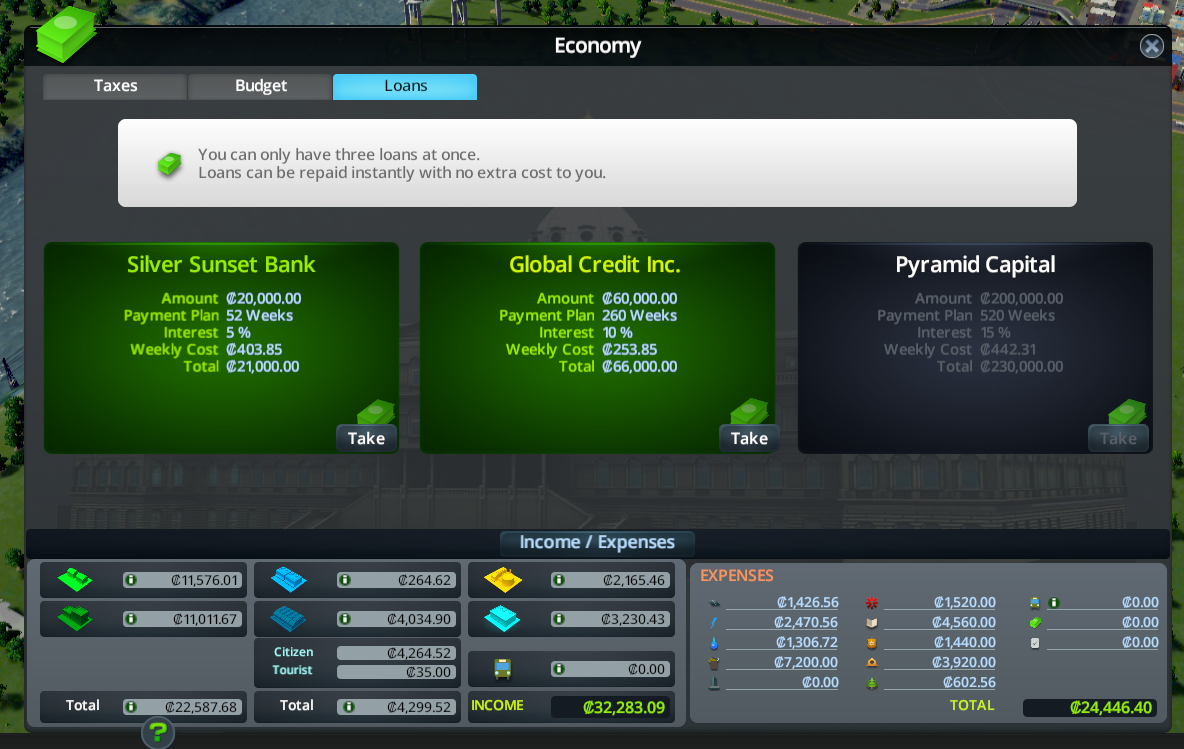 Economy
Taxes
Budget
Loans
You can only have three loans at once.
Loans can be repaid instantly with no extra cost to you.
Silver Sunset Bank
Amount ₡20,000.00
Payment Plan 52 Weeks
Interest 5 %
Weekly Cost ₡403.85
Total ₡21,000.00
Take
Global Credit Inc.
Amount ₡60,000.00
Payment Plan 260 Weeks
Interest 10 %
Weekly Cost ₡253.85
Total ₡66,000.00
Take
Pyramid Capital
Amount ₡200,000.00
Payment Plan 520 Weeks
Interest 15 %
Weekly Cost ₡442.31
Total ₡230,000.00
Take
Income / Expenses
₡11,576.01
₡11,011.67
Total ₡22,587.68
₡264.62
₡4,034.90
Citizen ₡4,264.52
Tourist ₡35.00
Total ₡4,299.52
₡2,165.46
₡3,230.43
₡0.00
INCOME ₡32,283.09
EXPENSES
₡1,426.56
₡2,470.56
₡1,306.72
₡7,200.00
₡0.00
₡1,520.00
₡4,560.00
₡1,440.00
₡3,920.00
₡602.56
₡0.00
₡0.00
₡0.00
TOTAL ₡24,446.40
?